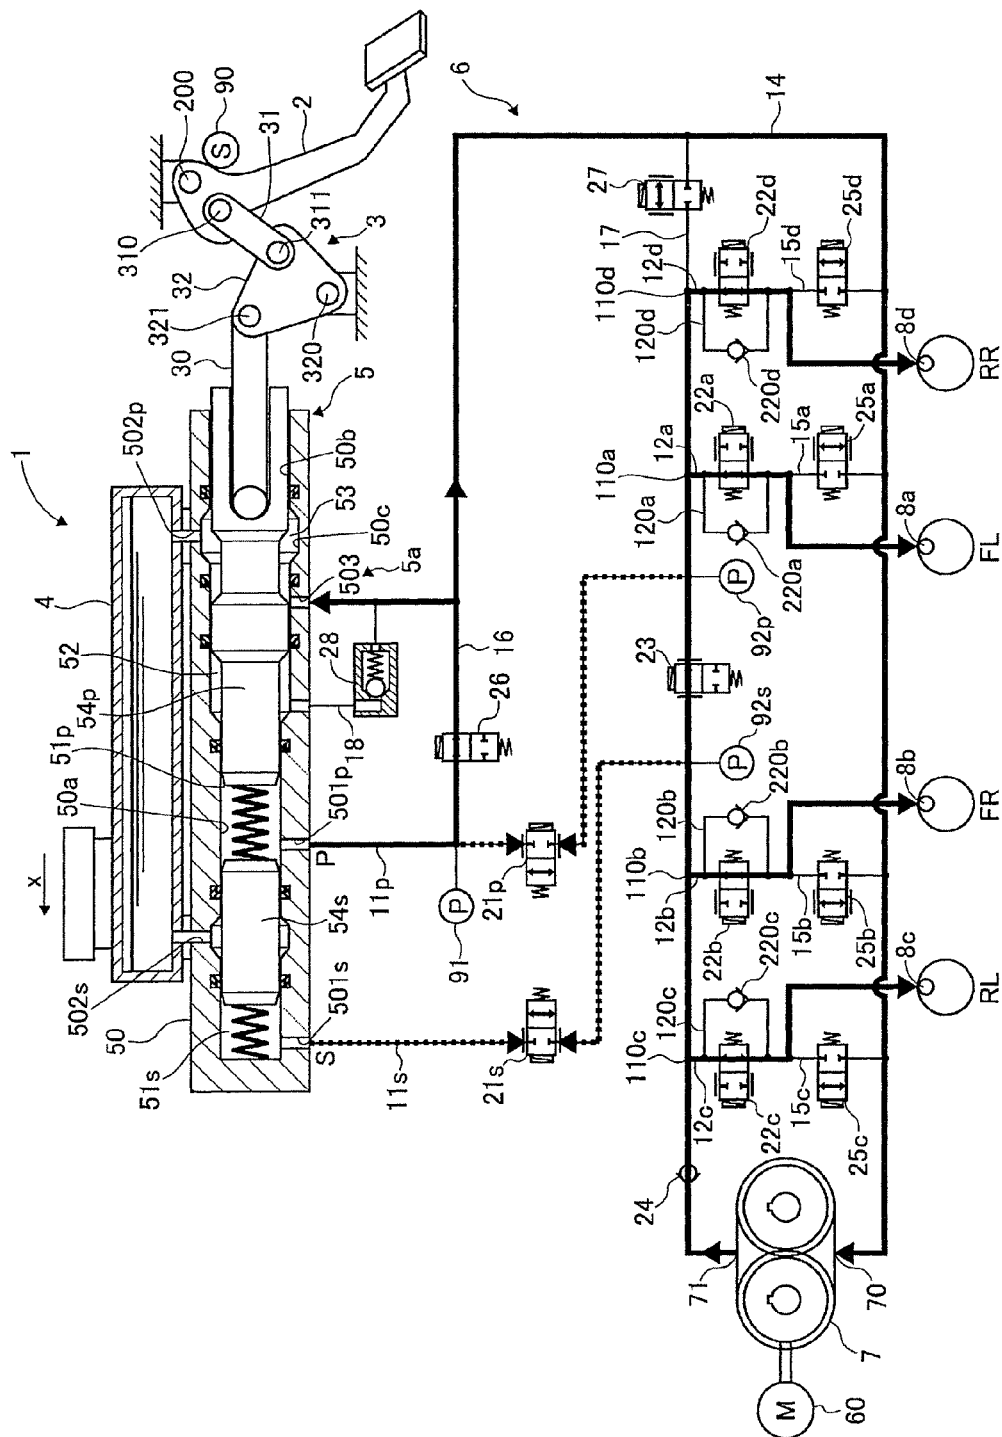 1
x
4
502p
502s
50
50a
51p
54p
52
51s
54s
S
501s
P
501p
18
28
503
5a
50c
53
50b
5
30
321
32
310
320
311
3
31
2
200
90
S
6
11s
11p
91
P
16
26
21s
21p
14
17
27
23
92s
P
92p
P
24
110c
12c
120c
220c
22c
15c
25c
8c
RL
110b
12b
120b
220b
22b
15b
25b
8b
FR
110a
12a
120a
220a
22a
15a
25a
8a
FL
110d
12d
120d
220d
22d
15d
25d
8d
RR
71
70
7
60
M